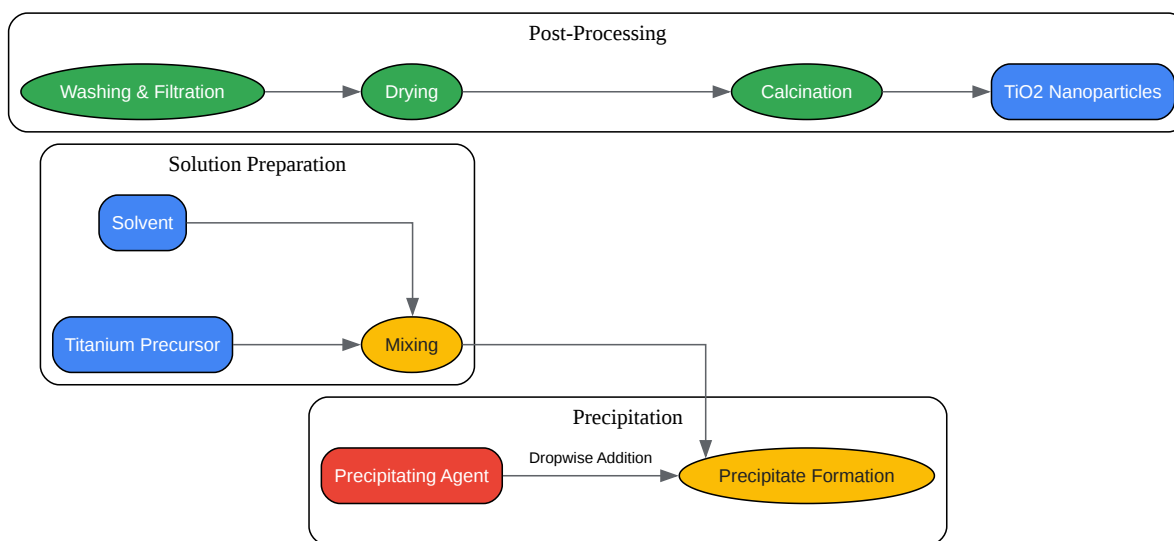 Post-Processing
Washing & Filtration
Drying
Calcination
TiO2 Nanoparticles
Solution Preparation
Solvent
Titanium Precursor
Mixing
Precipitation
Precipitating Agent
Dropwise Addition
Precipitate Formation